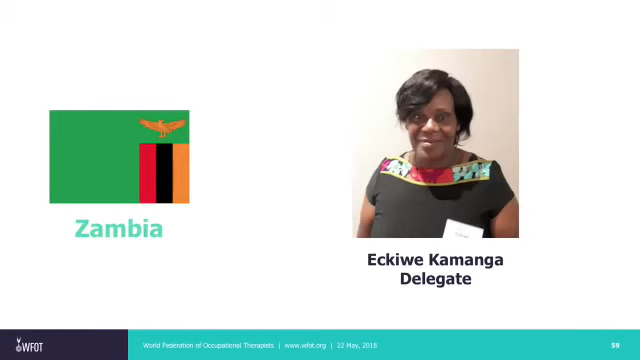 Zambia
Eckiwe Kamanga
Delegate
WFOT
World Federation of Occupational Therapists | www.wfot.org | 22 May, 2018
59